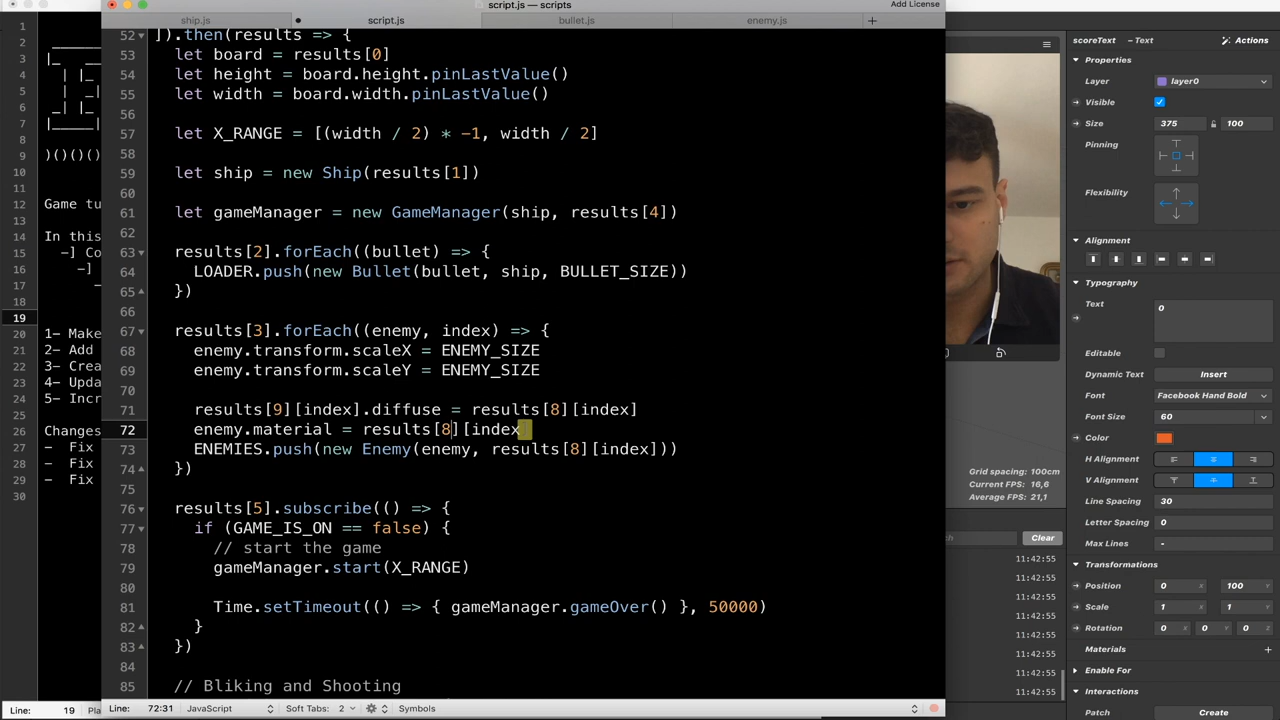 script.js — scripts
Add License
ship.js
script.js
bullet.js
enemy.js
+
52 ]).then(results => {
53 let board = results[0]
54 let height = board.height.pinLastValue()
55 let width = board.width.pinLastValue()
56
57 let X_RANGE = [(width / 2) * -1, width / 2]
58
59 let ship = new Ship(results[1])
60
61 let gameManager = new GameManager(ship, results[4])
62
63 results[2].forEach((bullet) => {
64 LOADER.push(new Bullet(bullet, ship, BULLET_SIZE))
65 })
66
67 results[3].forEach((enemy, index) => {
68 enemy.transform.scaleX = ENEMY_SIZE
69 enemy.transform.scaleY = ENEMY_SIZE
70
71 results[9][index].diffuse = results[8][index]
72 enemy.material = results[8][index]
73 ENEMIES.push(new Enemy(enemy, results[8][index]))
74 })
75
76 results[5].subscribe(() => {
77 if (GAME_IS_ON == false) {
78 // start the game
79 gameManager.start(X_RANGE)
80
81 Time.setTimeout(() => { gameManager.gameOver() }, 50000)
82 }
83 })
84
85 // Bliking and Shooting
Line: 72:31
JavaScript
Soft Tabs: 2
Symbols
1
2
3
4
5
6
7
8
9 )()()()
10
11
12 Game tu
13
14 In this
15 -] Co
16 -]
17
18
19
20 1- Make
21 2- Add
22 3- Crea
23 4- Upda
24 5- Incr
25
26 Changes
27 - Fix
28 - Fix
29 - Fix
30
Line: 19
Grid spacing: 100cm
Current FPS: 16,6
Average FPS: 21,1
Clear
11:42:55
11:42:55
11:42:55
11:42:55
11:42:55
11:42:55
11:42:55
11:42:55
scoreText – Text
Actions
Properties
Layer layer0
Visible
Size 375 100
Pinning
Flexibility
Alignment
Typography
Text 0
Editable
Dynamic Text Insert
Font Facebook Hand Bold
Font Size 60
Color
H Alignment
V Alignment
Line Spacing 30
Letter Spacing 0
Max Lines -
Transformations
Position 0 X 100 Y
Scale 1 X 1 Y
Rotation 0 X 0 Y 0 Z
Materials +
Enable For
Interactions
Patch Create